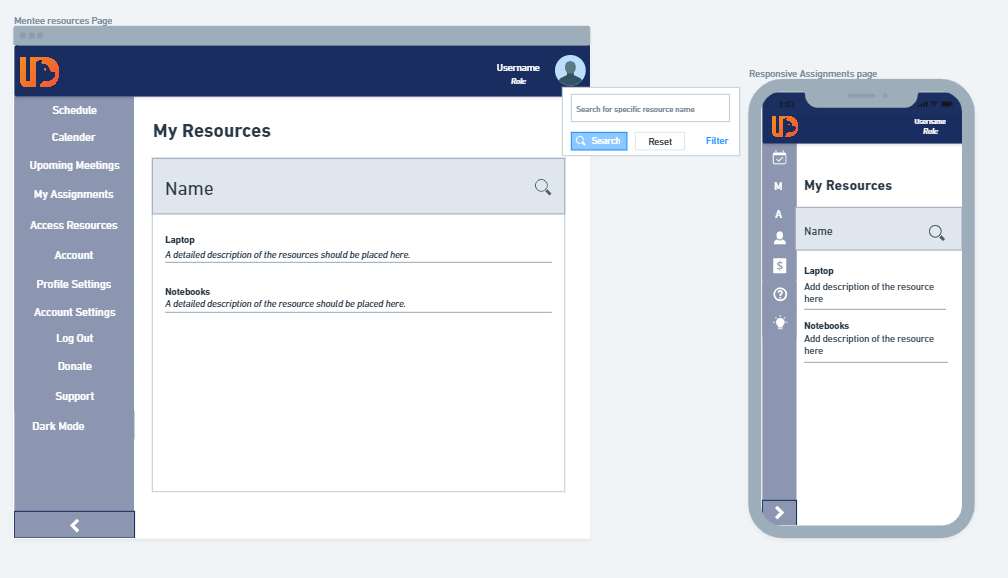 Mentee resources Page
Username
Role
Schedule
Calender
Upoming Meetings
My Assignments
Access Resources
Account
Profile Settings
Account Settings
Log Out
Donate
Support
Dark Mode
My Resources
Name
Laptop
A detailed description of the resources should be placed here.
Notebooks
A detailed description of the resource should be placed here.
Search for specific resource name
Search
Reset
Filter
Responsive Assignments page
3:03
Username
Role
M
A
$
?
My Resources
Name
Laptop
Add description of the resource
here
Notebooks
Add description of the resource
here